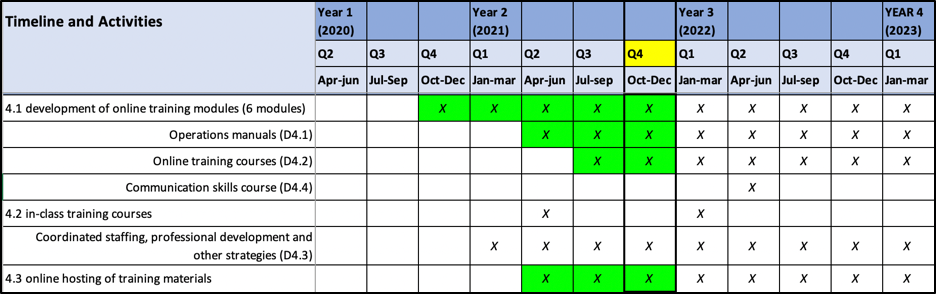 Timeline and Activities Year 1 (2020) Year 2 (2021) Year 3 (2022) YEAR 4 (2023)
Q2 Q3 Q4 Q1 Q2 Q3 Q4 Q1 Q2 Q3 Q4 Q1
Apr-jun Jul-Sep Oct-Dec Jan-mar Apr-jun Jul-sep Oct-Dec Jan-mar Apr-jun Jul-sep Oct-Dec Jan-mar
4.1 development of online training modules (6 modules) X X X X X X X X X X
Operations manuals (D4.1) X X X X X X X X
Online training courses (D4.2) X X X X X X X
Communication skills course (D4.4) X
4.2 in-class training courses X X
Coordinated staffing, professional development and
other strategies (D4.3) X X X X X X X X X
4.3 online hosting of training materials X X X X X X X X